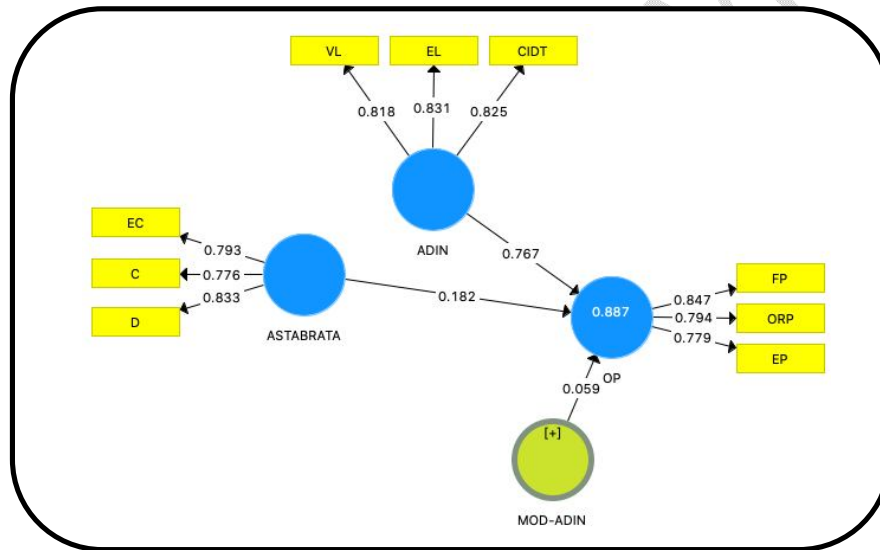 VL
EL
CIDT
0.818
0.831
0.825
ADIN
0.767
EC
C
D
0.793
0.776
0.833
ASTABRATA
0.182
0.887
OP
0.847
0.794
0.779
FP
ORP
EP
0.059
[+]
MOD-ADIN